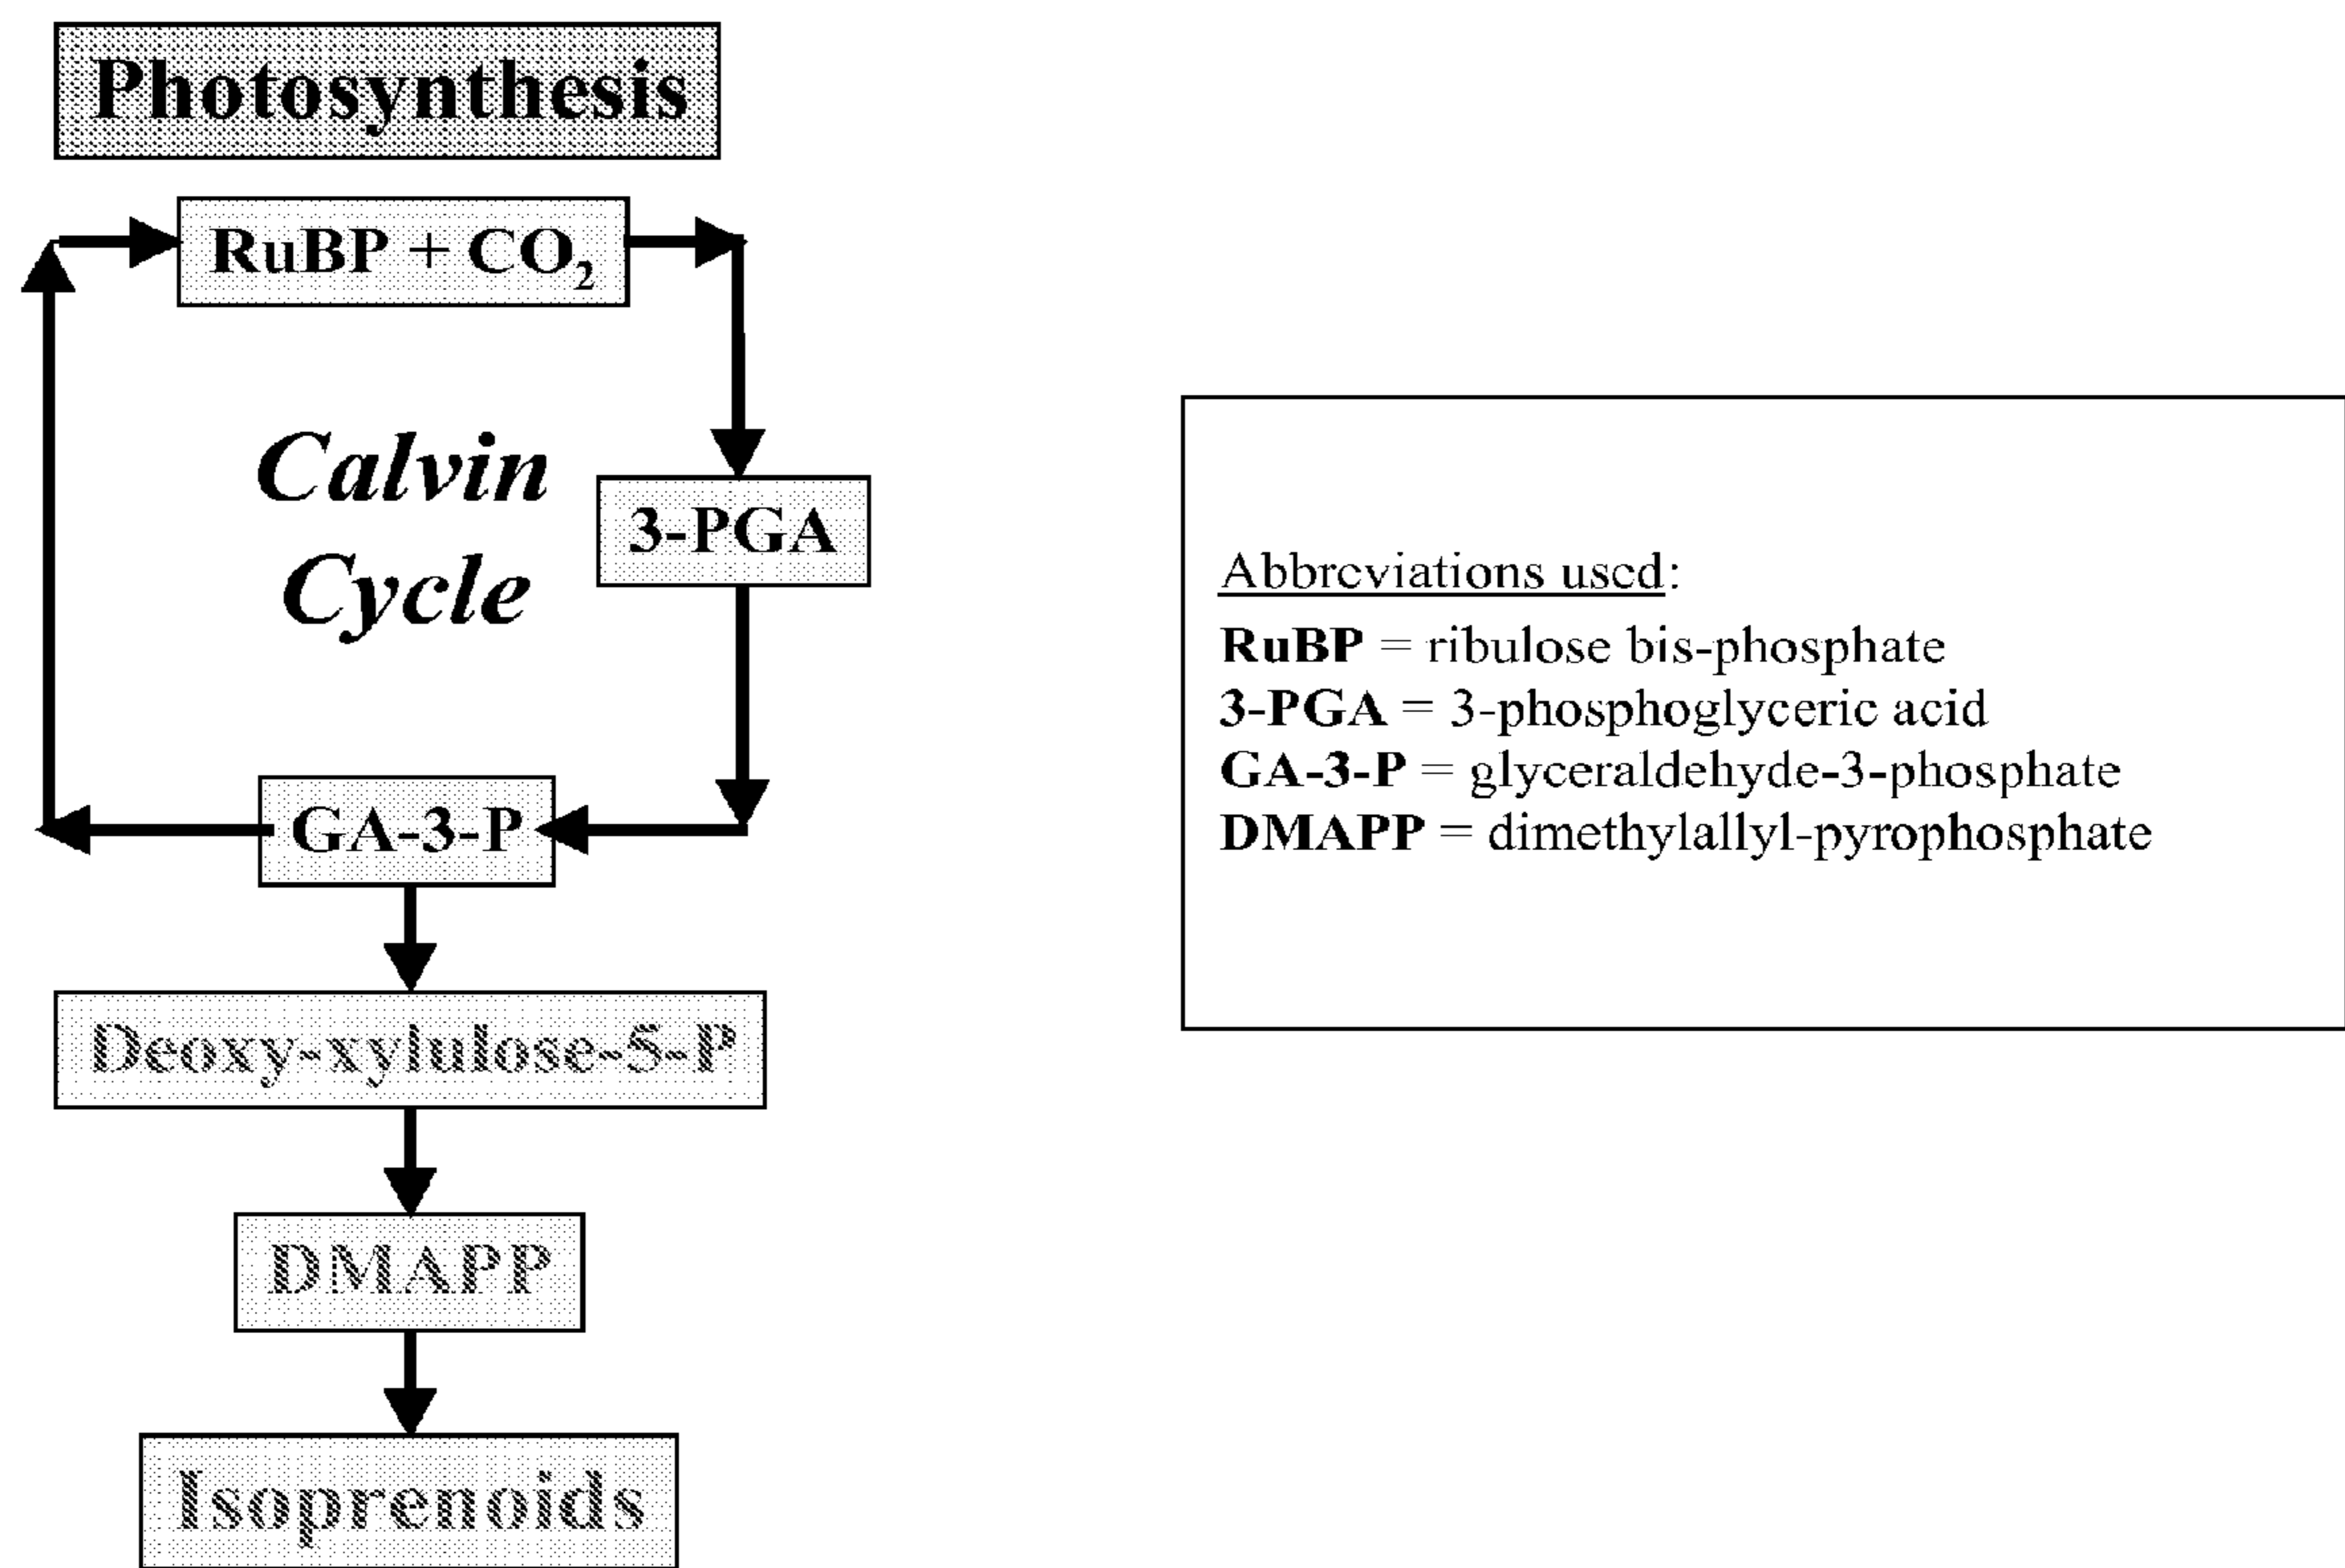 Photosynthesis
RuBP + CO₂
Calvin
Cycle
3-PGA
GA-3-P
Deoxy-xylulose-5-P
DMAPP
Isoprenoids
Abbreviations used:
RuBP = ribulose bis-phosphate
3-PGA = 3-phosphoglyceric acid
GA-3-P = glyceraldehyde-3-phosphate
DMAPP = dimethylallyl-pyrophosphate